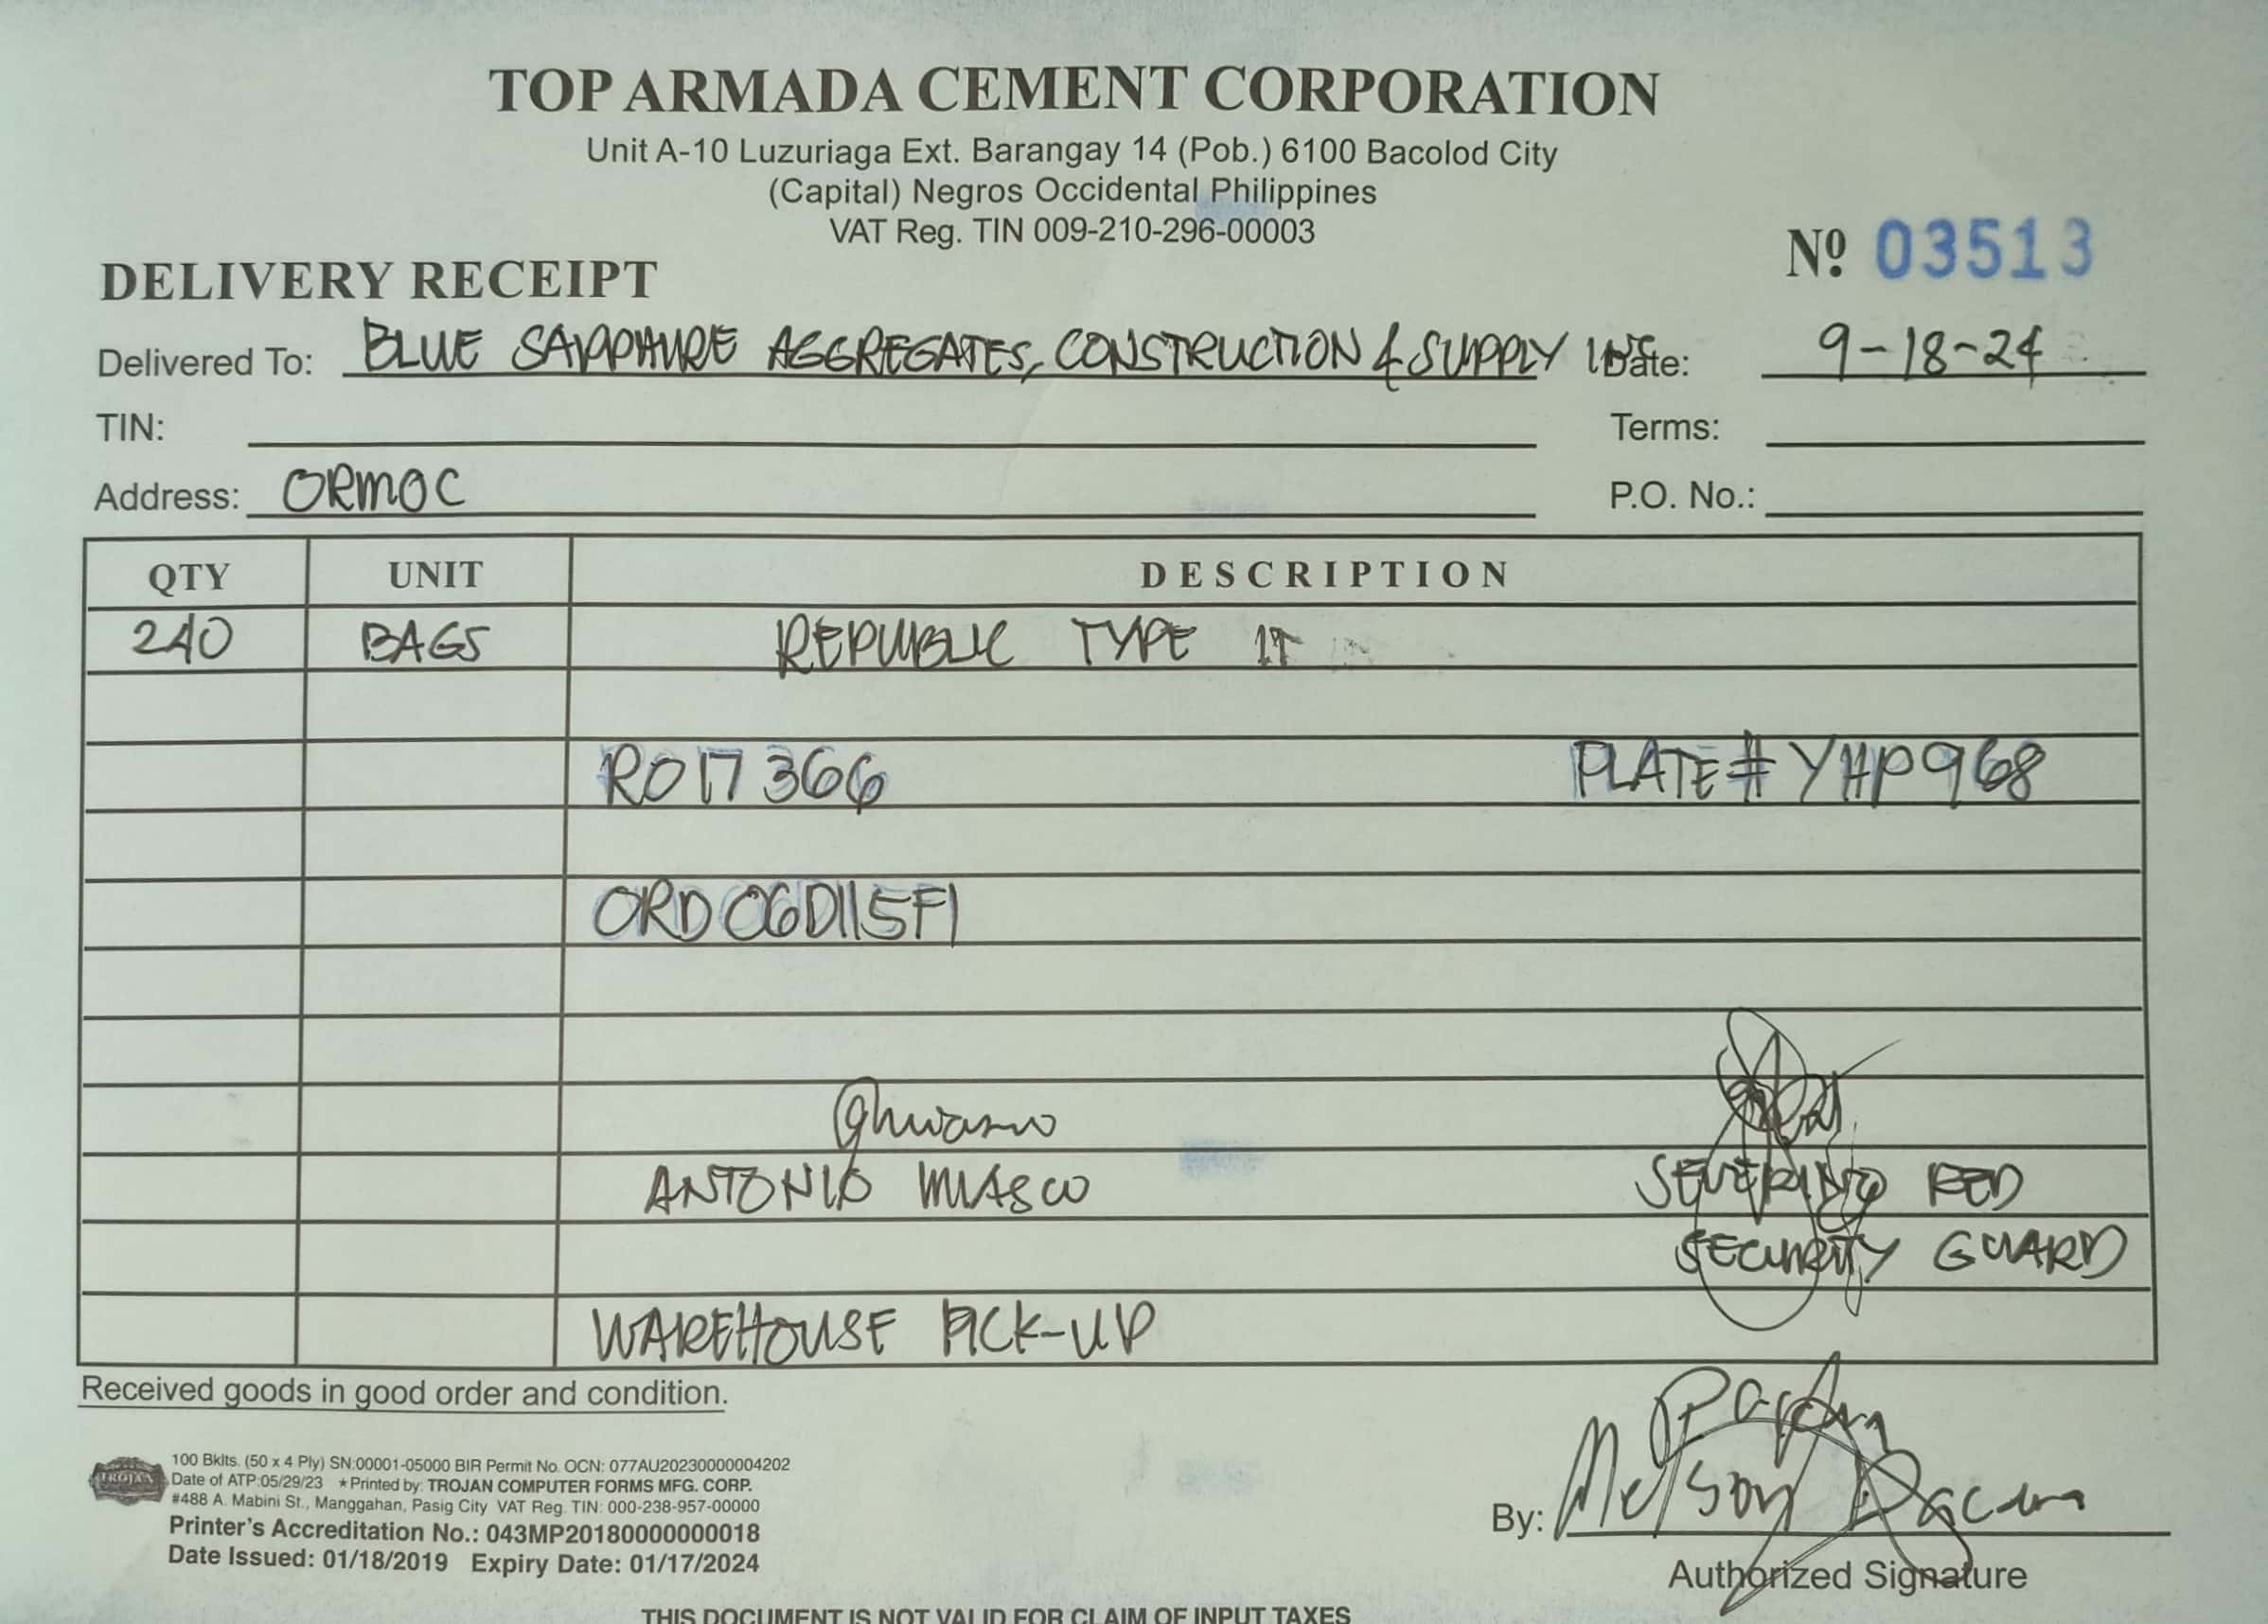 TOP ARMADA CEMENT CORPORATION
Unit A-10 Luzuriaga Ext. Barangay 14 (Pob.) 6100 Bacolod City
(Capital) Negros Occidental Philippines
VAT Reg. TIN 009-210-296-00003
Nº 03513
DELIVERY RECEIPT
Delivered To: BLUE SAPPHIRE AGGREGATES, CONSTRUCTION & SUPPLY INC Date: 9-18-24
TIN: Terms:
Address: ORMOC P.O. No.:
QTY UNIT DESCRIPTION
240 BAGS REPUBLIC TYPE 1T
RO17366 PLATE# YHP968
ORD06D115F1
ANTONIO SEVERINO RED
SECURITY GUARD
WAREHOUSE PICK-UP
Received goods in good order and condition.
TROJAN
100 Bklts. (50 x 4 Ply) SN:00001-05000 BIR Permit No. OCN: 077AU20230000004202
Date of ATP:05/29/23 ★Printed by: TROJAN COMPUTER FORMS MFG. CORP.
#488 A. Mabini St., Manggahan, Pasig City VAT Reg. TIN: 000-238-957-00000
Printer's Accreditation No.: 043MP20180000000018
Date Issued: 01/18/2019 Expiry Date: 01/17/2024
By:
Authorized Signature
THIS DOCUMENT IS NOT VALID FOR CLAIM OF INPUT TAXES